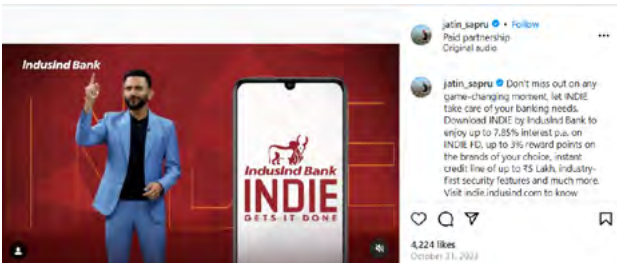 IndusInd Bank
IndusInd Bank
INDIE
GETS IT DONE
jatin_sapru • Follow
Paid partnership
Original audio
jatin_sapru Don't miss out on any
game-changing moment, let INDIE
take care of your banking needs.
Download INDIE by IndusInd Bank to
enjoy up to 7.85% interest p.a. on
INDIE FD, up to 3% reward points on
the brands of your choice, instant
credit line of up to ₹5 Lakh, industry-
first security features and much more.
Visit indie.indusind.com to know
4,224 likes
October 31, 2023